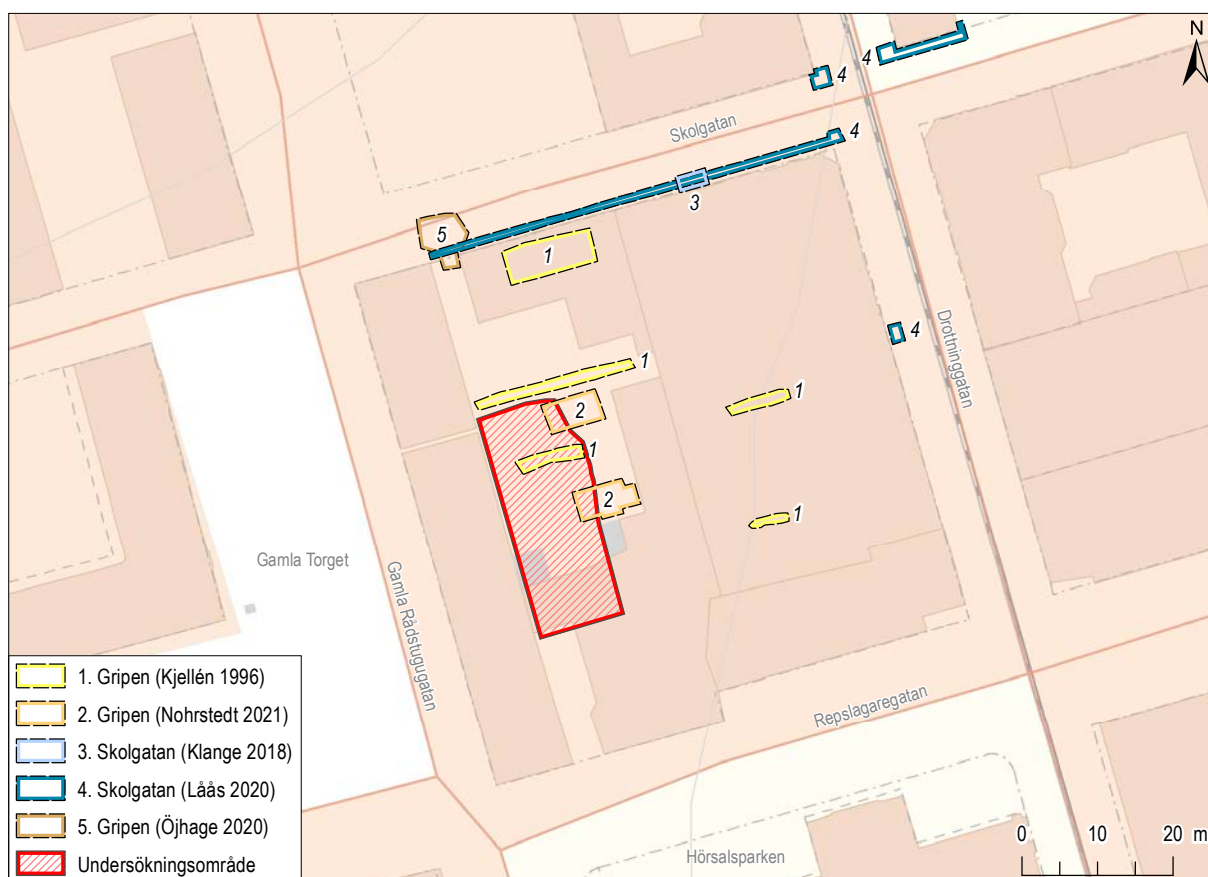 N
4
4
Skolgatan
4
3
5
1
4
Drottninggatan
1
1
2
1
2
1
Gamla Torget
Gamla Rådstugugatan
Repslagaregatan
Hörsalsparken
1. Gripen (Kjellén 1996)
2. Gripen (Nohrstedt 2021)
3. Skolgatan (Klange 2018)
4. Skolgatan (Låås 2020)
5. Gripen (Öjhage 2020)
Undersökningsområde
0 10 20 m